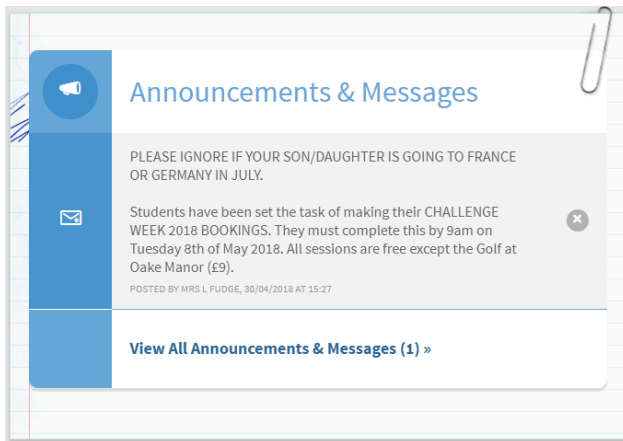 Announcements & Messages
PLEASE IGNORE IF YOUR SON/DAUGHTER IS GOING TO FRANCE
OR GERMANY IN JULY.
Students have been set the task of making their CHALLENGE
WEEK 2018 BOOKINGS. They must complete this by 9am on
Tuesday 8th of May 2018. All sessions are free except the Golf at
Oake Manor (£9).
POSTED BY MRS L FUDGE, 30/04/2018 AT 15:27
View All Announcements & Messages (1) »